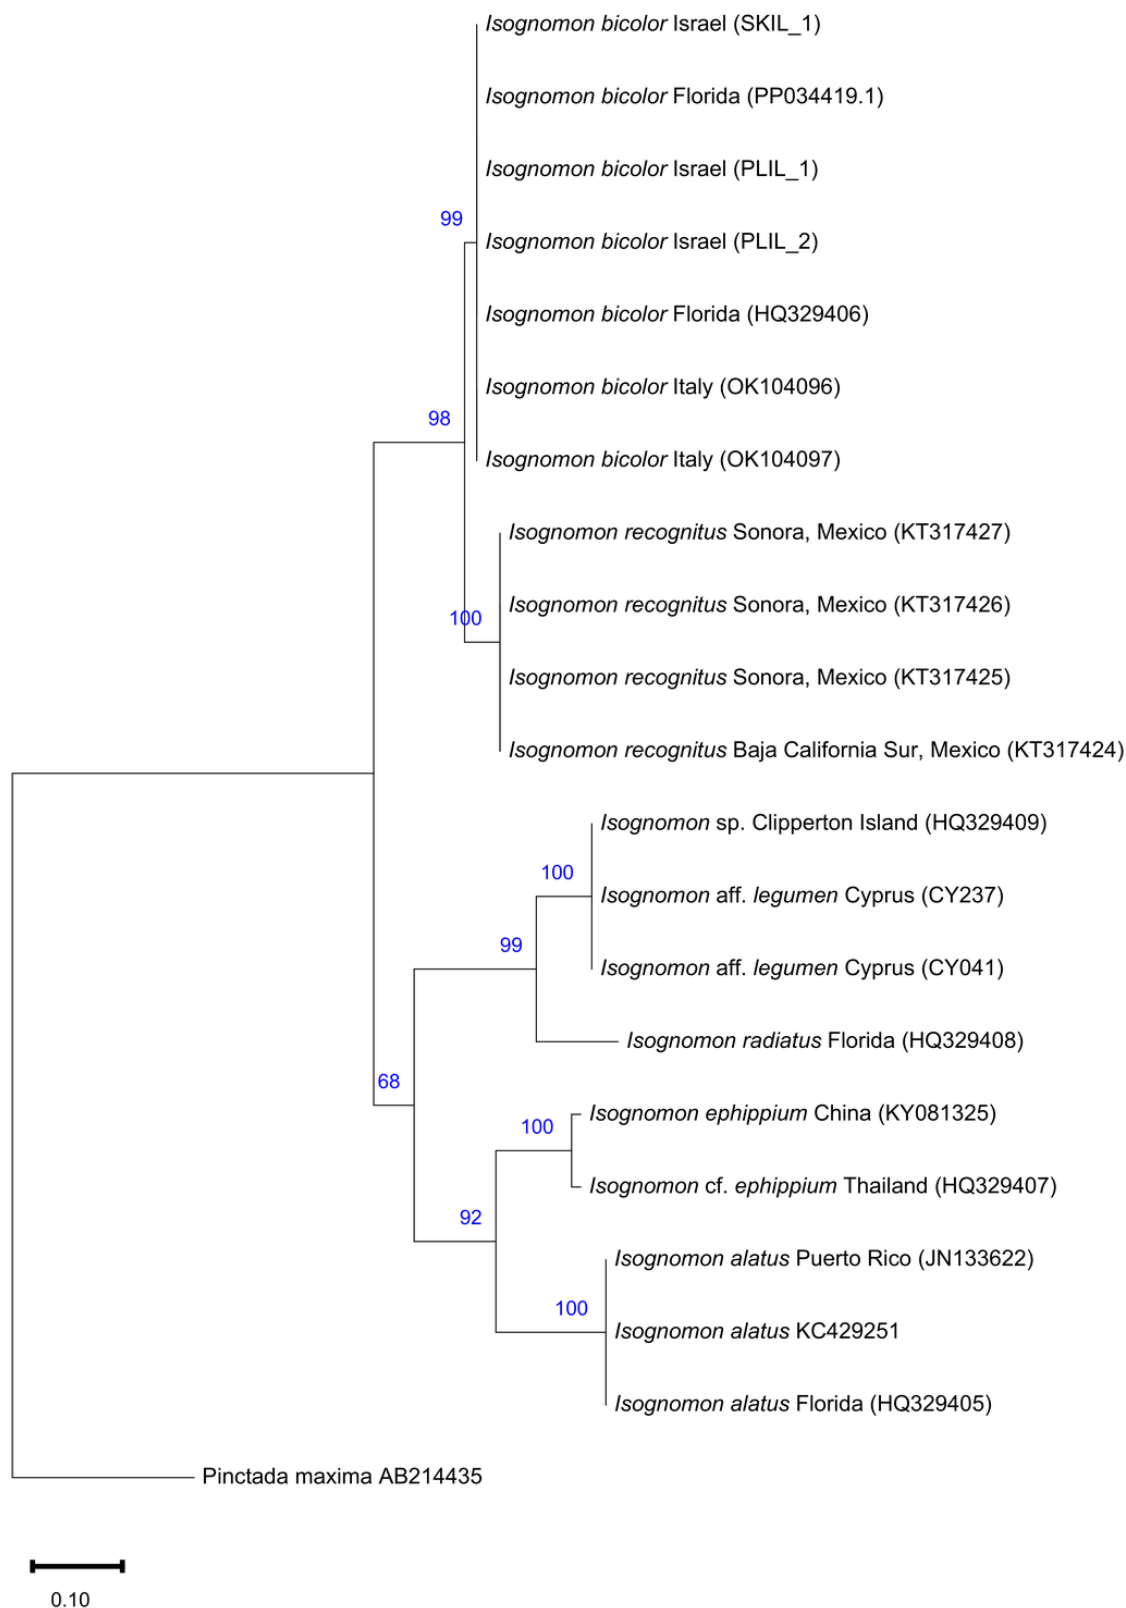 Isognomon bicolor Israel (SKIL_1)
Isognomon bicolor Florida (PP034419.1)
Isognomon bicolor Israel (PLIL_1)
99
Isognomon bicolor Israel (PLIL_2)
Isognomon bicolor Florida (HQ329406)
Isognomon bicolor Italy (OK104096)
98
Isognomon bicolor Italy (OK104097)
Isognomon recognitus Sonora, Mexico (KT317427)
Isognomon recognitus Sonora, Mexico (KT317426)
100
Isognomon recognitus Sonora, Mexico (KT317425)
Isognomon recognitus Baja California Sur, Mexico (KT317424)
Isognomon sp. Clipperton Island (HQ329409)
100
Isognomon aff. legumen Cyprus (CY237)
99
Isognomon aff. legumen Cyprus (CY041)
Isognomon radiatus Florida (HQ329408)
68
Isognomon ephippium China (KY081325)
100
Isognomon cf. ephippium Thailand (HQ329407)
92
Isognomon alatus Puerto Rico (JN133622)
100
Isognomon alatus KC429251
Isognomon alatus Florida (HQ329405)
Pinctada maxima AB214435
0.10